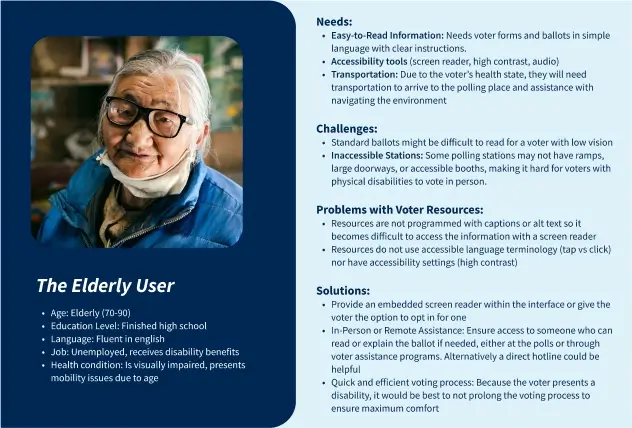 The Elderly User
• Age: Elderly (70-90)
• Education Level: Finished high school
• Language: Fluent in english
• Job: Unemployed, receives disability benefits
• Health condition: Is visually impaired, presents
mobility issues due to age
Needs:
• Easy-to-Read Information: Needs voter forms and ballots in simple
language with clear instructions.
• Accessibility tools (screen reader, high contrast, audio)
• Transportation: Due to the voter's health state, they will need
transportation to arrive to the polling place and assistance with
navigating the environment
Challenges:
• Standard ballots might be difficult to read for a voter with low vision
• Inaccessible Stations: Some polling stations may not have ramps,
large doorways, or accessible booths, making it hard for voters with
physical disabilities to vote in person.
Problems with Voter Resources:
• Resources are not programmed with captions or alt text so it
becomes difficult to access the information with a screen reader
• Resources do not use accessible language terminology (tap vs click)
nor have accessibility settings (high contrast)
Solutions:
• Provide an embedded screen reader within the interface or give the
voter the option to opt in for one
• In-Person or Remote Assistance: Ensure access to someone who can
read or explain the ballot if needed, either at the polls or through
voter assistance programs. Alternatively a direct hotline could be
helpful
• Quick and efficient voting process: Because the voter presents a
disability, it would be best to not prolong the voting process to
ensure maximum comfort